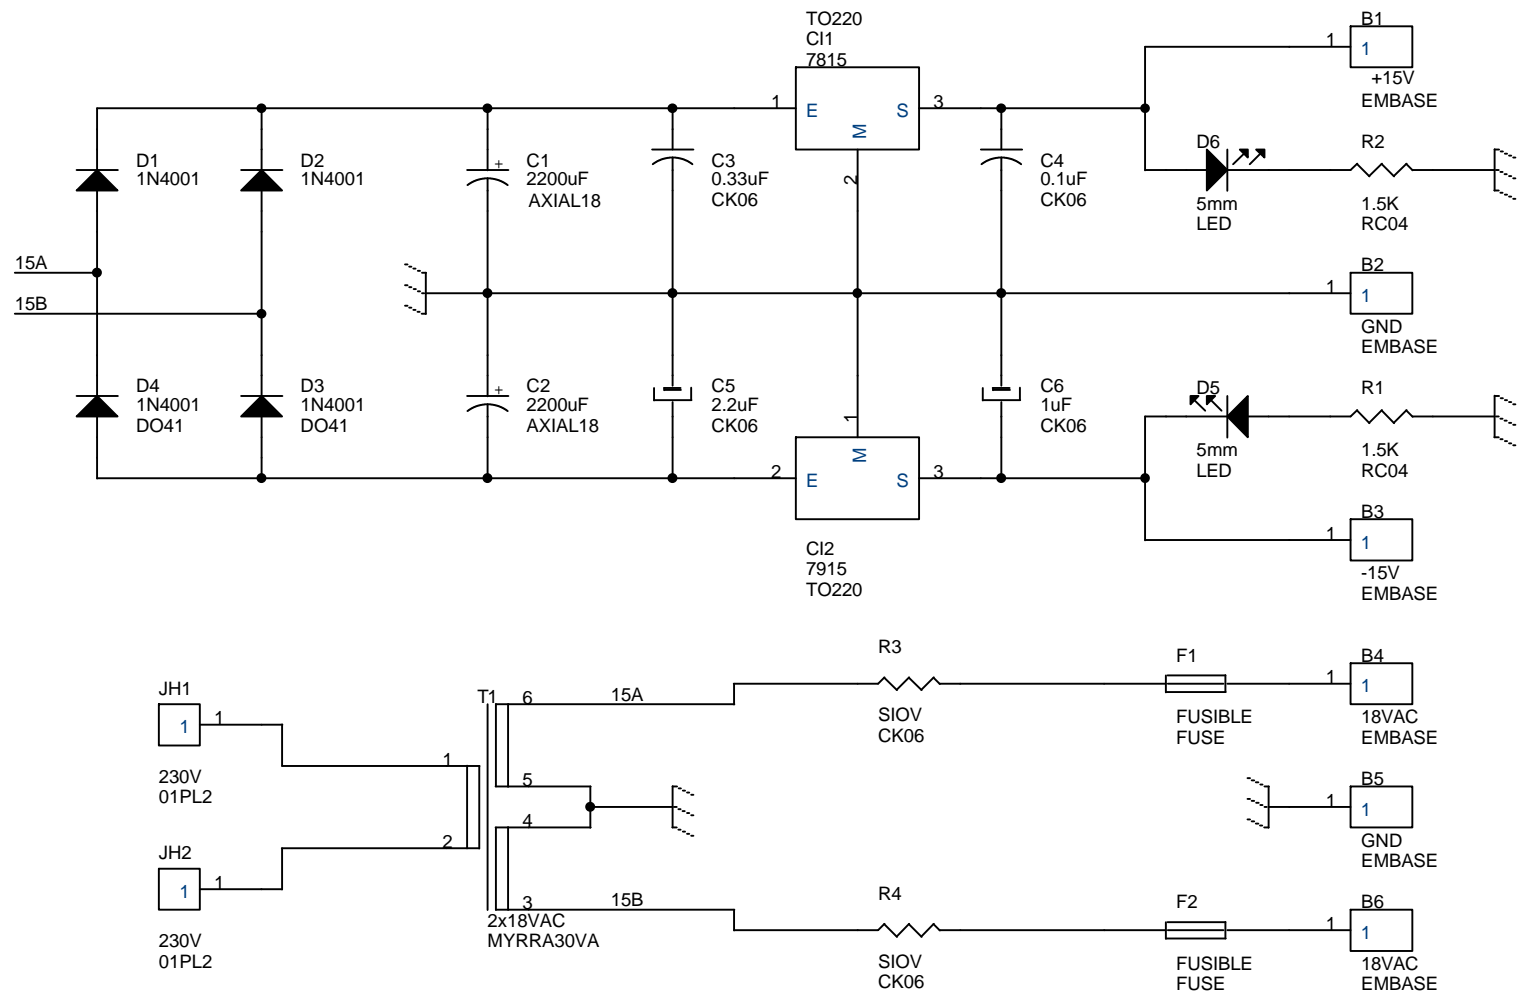 TO220
CI1
7815
1
E
S
3
M
2
B1
1
1
+15V
EMBASE
D1
1N4001
D2
1N4001
+
C1
2200uF
AXIAL18
C3
0.33uF
CK06
C4
0.1uF
CK06
D6
5mm
LED
R2
1.5K
RC04
15A
15B
B2
1
1
GND
EMBASE
D4
1N4001
DO41
D3
1N4001
DO41
+
C2
2200uF
AXIAL18
C5
2.2uF
CK06
C6
1uF
CK06
D5
5mm
LED
R1
1.5K
RC04
1
M
2
E
S
3
CI2
7915
TO220
B3
1
1
-15V
EMBASE
JH1
1
1
230V
01PL2
JH2
1
1
230V
01PL2
T1
1
2
6
5
4
3
2x18VAC
MYRRA30VA
15A
15B
R3
SIOV
CK06
F1
FUSIBLE
FUSE
B4
1
1
18VAC
EMBASE
B5
1
1
GND
EMBASE
R4
SIOV
CK06
F2
FUSIBLE
FUSE
B6
1
1
18VAC
EMBASE